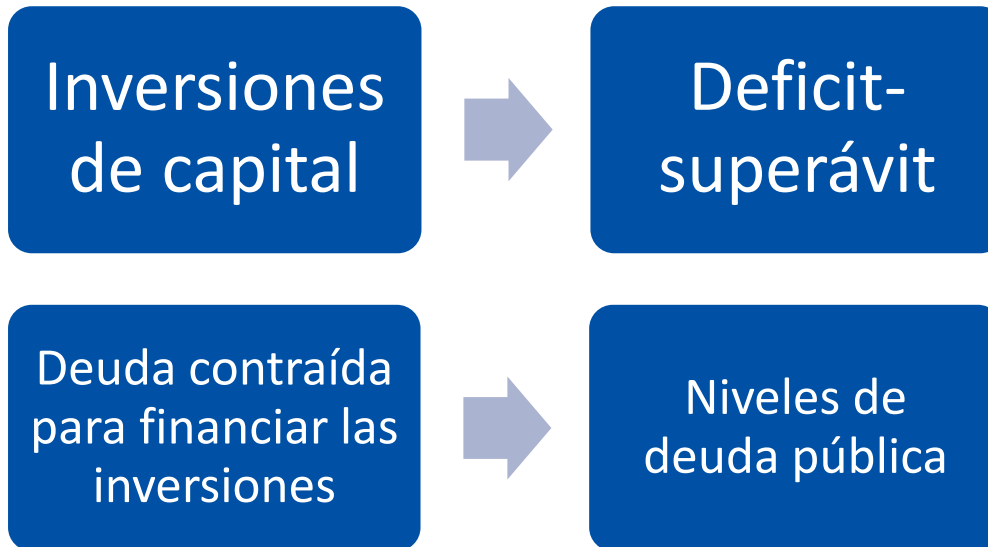 Inversiones
de capital
Deficit-
superávit
Deuda contraída
para financiar las
inversiones
Niveles de
deuda pública